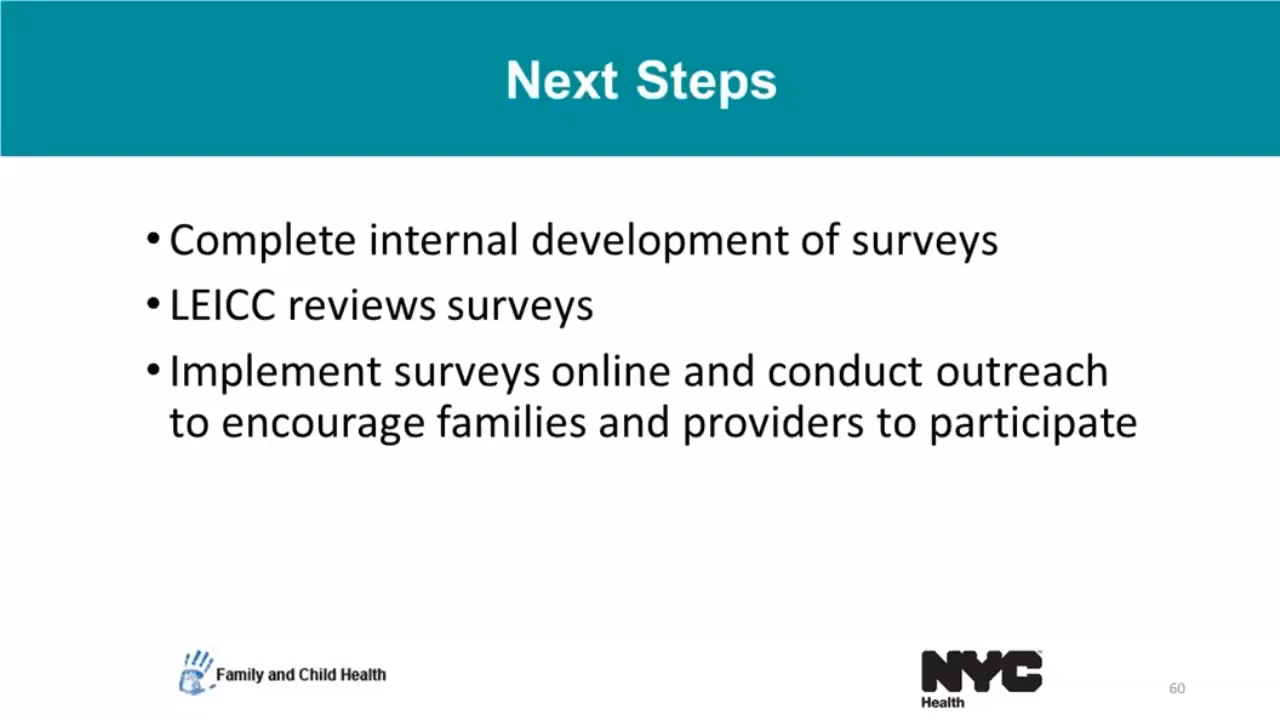 Next Steps
• Complete internal development of surveys
• LEICC reviews surveys
• Implement surveys online and conduct outreach
to encourage families and providers to participate
Family and Child Health
NYC
Health
60